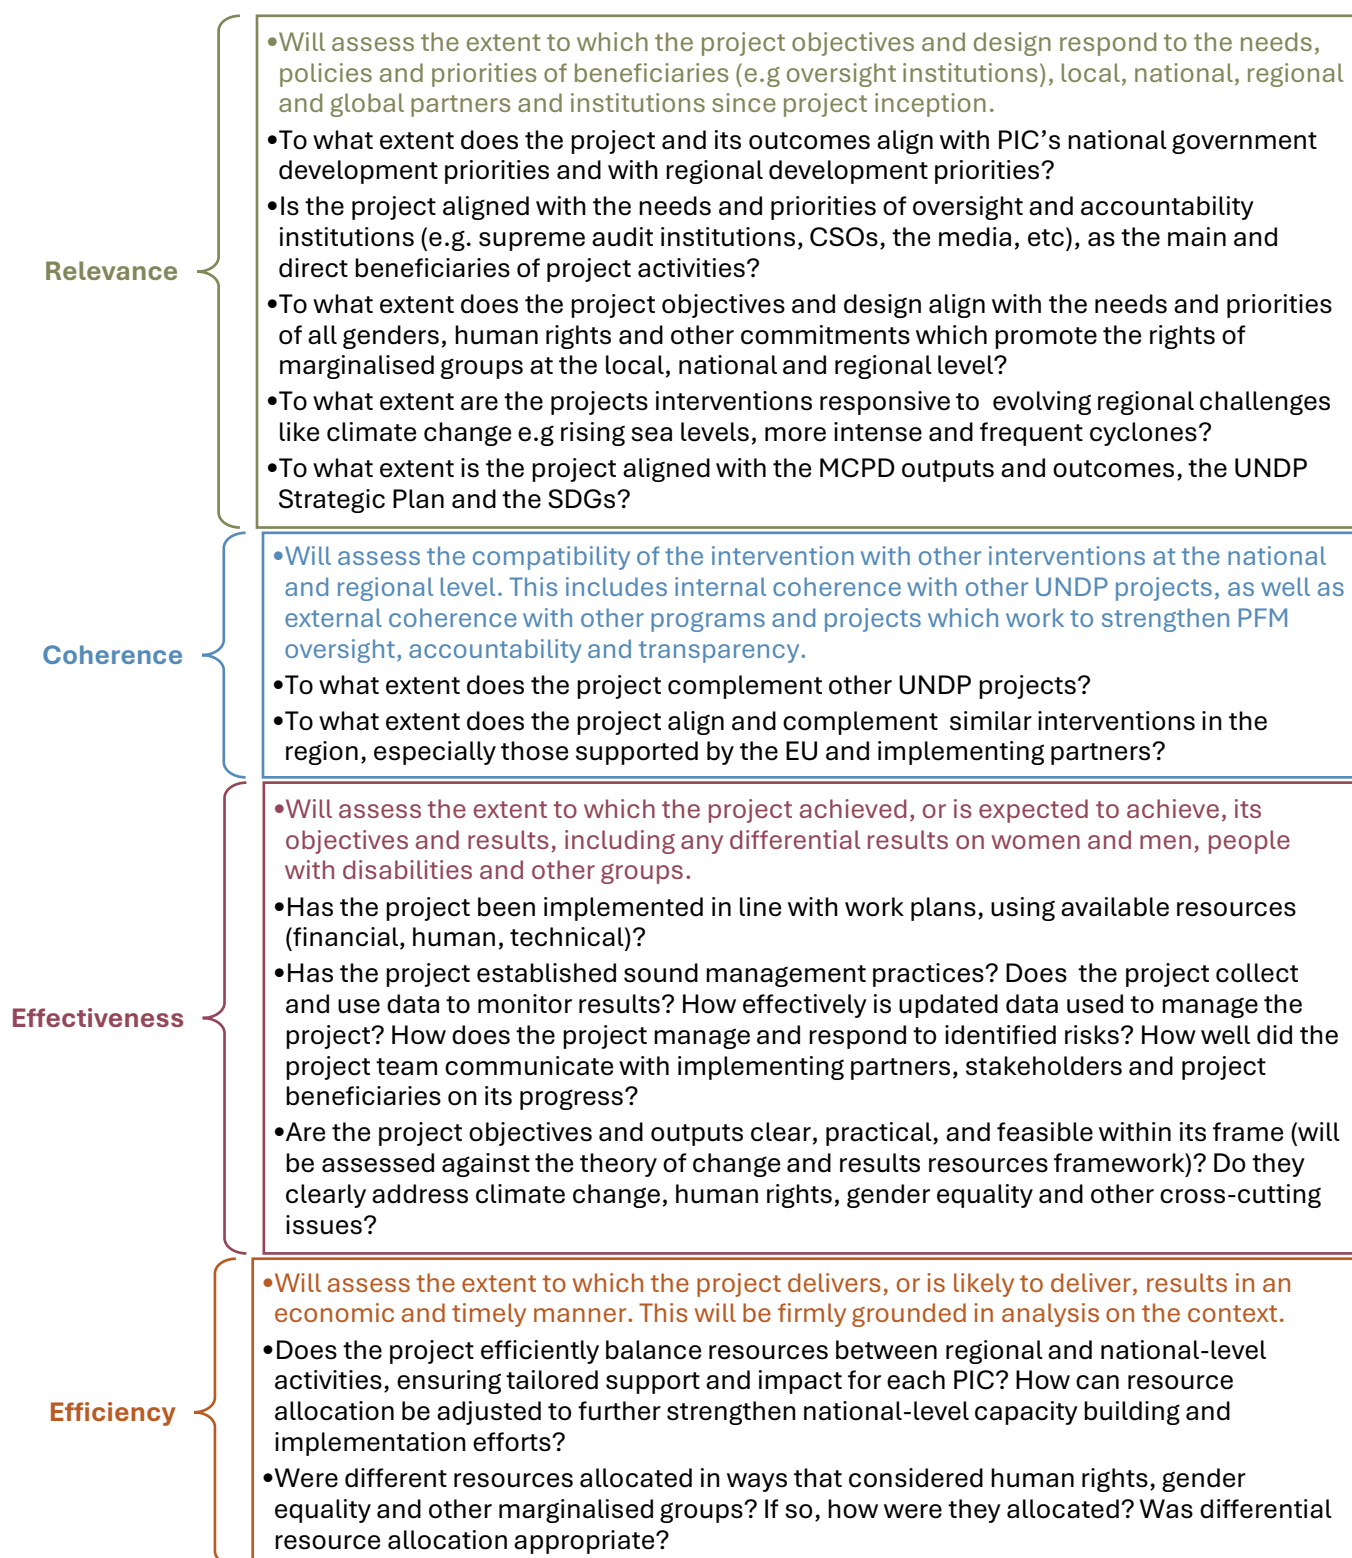 Relevance
•Will assess the extent to which the project objectives and design respond to the needs,
policies and priorities of beneficiaries (e.g oversight institutions), local, national, regional
and global partners and institutions since project inception.
•To what extent does the project and its outcomes align with PIC’s national government
development priorities and with regional development priorities?
•Is the project aligned with the needs and priorities of oversight and accountability
institutions (e.g. supreme audit institutions, CSOs, the media, etc), as the main and
direct beneficiaries of project activities?
•To what extent does the project objectives and design align with the needs and priorities
of all genders, human rights and other commitments which promote the rights of
marginalised groups at the local, national and regional level?
•To what extent are the projects interventions responsive to evolving regional challenges
like climate change e.g rising sea levels, more intense and frequent cyclones?
•To what extent is the project aligned with the MCPD outputs and outcomes, the UNDP
Strategic Plan and the SDGs?
Coherence
•Will assess the compatibility of the intervention with other interventions at the national
and regional level. This includes internal coherence with other UNDP projects, as well as
external coherence with other programs and projects which work to strengthen PFM
oversight, accountability and transparency.
•To what extent does the project complement other UNDP projects?
•To what extent does the project align and complement similar interventions in the
region, especially those supported by the EU and implementing partners?
Effectiveness
•Will assess the extent to which the project achieved, or is expected to achieve, its
objectives and results, including any differential results on women and men, people
with disabilities and other groups.
•Has the project been implemented in line with work plans, using available resources
(financial, human, technical)?
•Has the project established sound management practices? Does the project collect
and use data to monitor results? How effectively is updated data used to manage the
project? How does the project manage and respond to identified risks? How well did the
project team communicate with implementing partners, stakeholders and project
beneficiaries on its progress?
•Are the project objectives and outputs clear, practical, and feasible within its frame (will
be assessed against the theory of change and results resources framework)? Do they
clearly address climate change, human rights, gender equality and other cross-cutting
issues?
Efficiency
•Will assess the extent to which the project delivers, or is likely to deliver, results in an
economic and timely manner. This will be firmly grounded in analysis on the context.
•Does the project efficiently balance resources between regional and national-level
activities, ensuring tailored support and impact for each PIC? How can resource
allocation be adjusted to further strengthen national-level capacity building and
implementation efforts?
•Were different resources allocated in ways that considered human rights, gender
equality and other marginalised groups? If so, how were they allocated? Was differential
resource allocation appropriate?